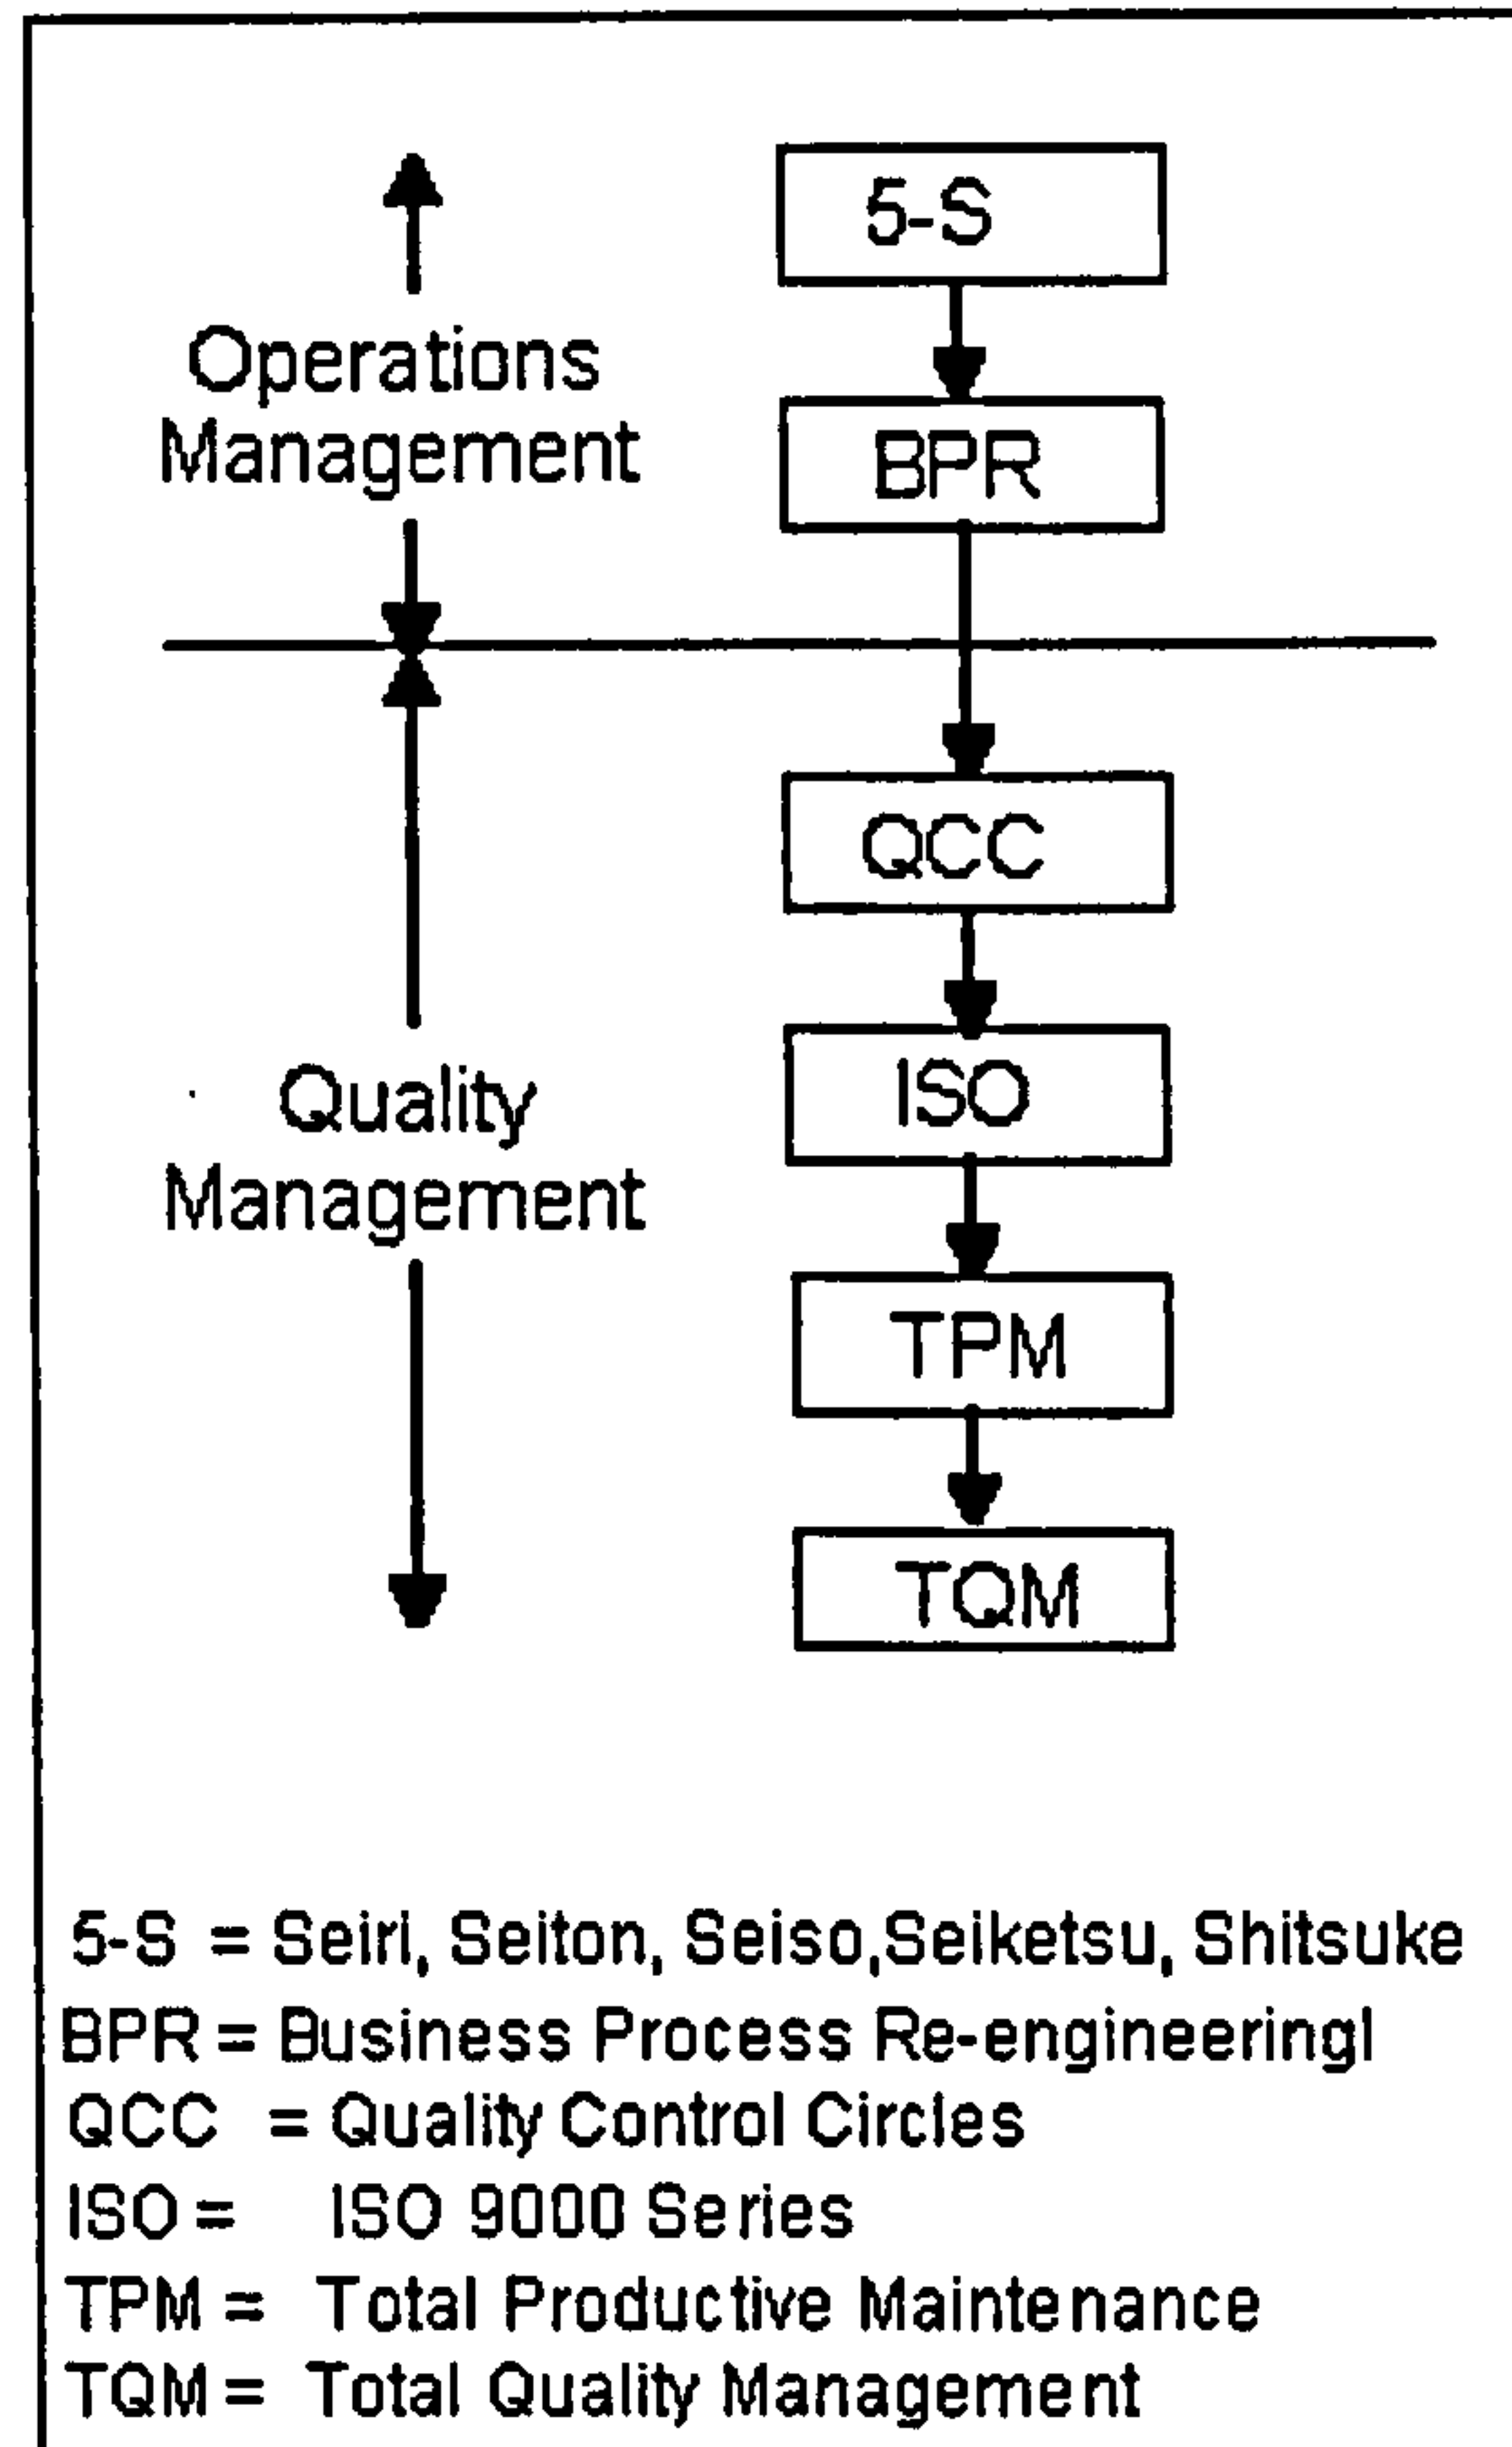 5-S
Operations
Management
BPR
QCC
ISO
Quality
Management
TPM
TQM
5-S = Seiri, Seiton, Seiso,Seiketsu, Shitsuke
BPR = Business Process Re-engineeringl
QCC = Quality Control Circles
ISO = ISO 9000 Series
TPM = Total Productive Maintenance
TQM = Total Quality Management